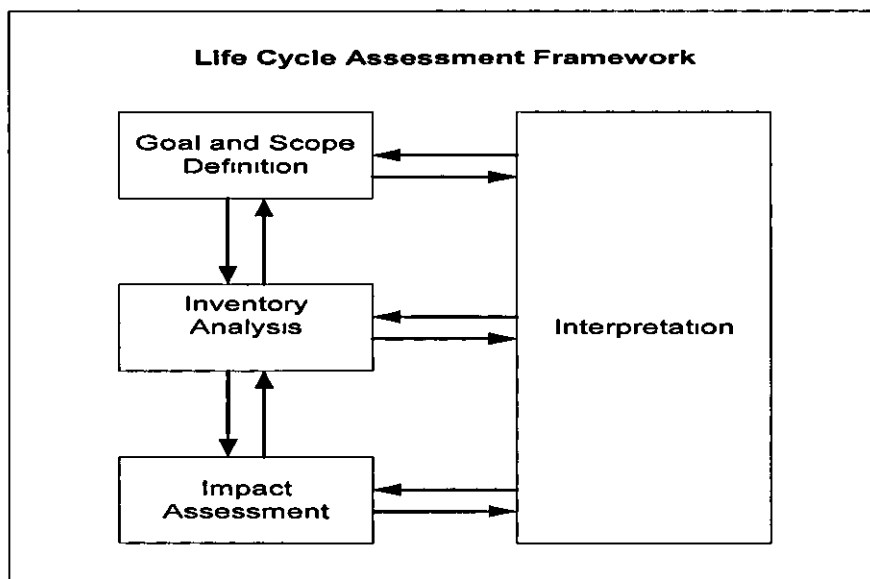 Life Cycle Assessment Framework
Goal and Scope
Definition
Inventory
Analysis
Interpretation
Impact
Assessment